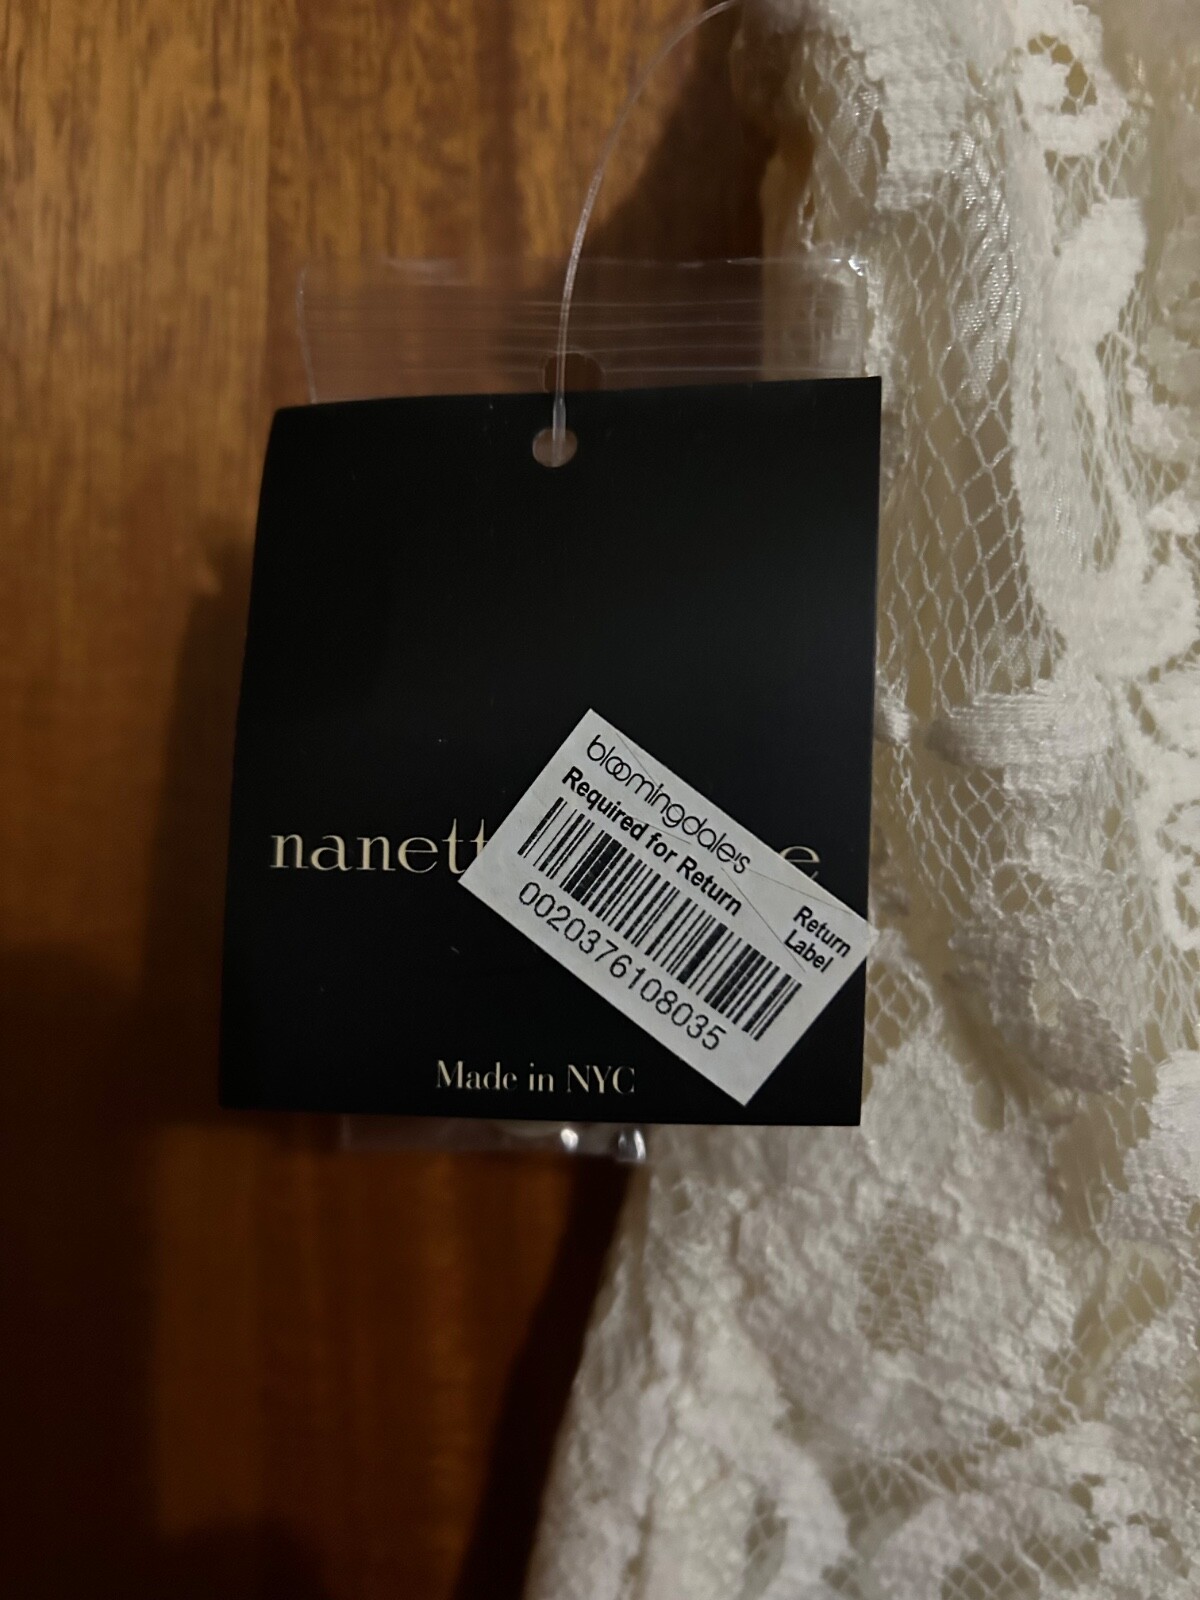 nanett e
bloomingdale's
Required for Return
Return
Label
0020376108035
Made in NYC